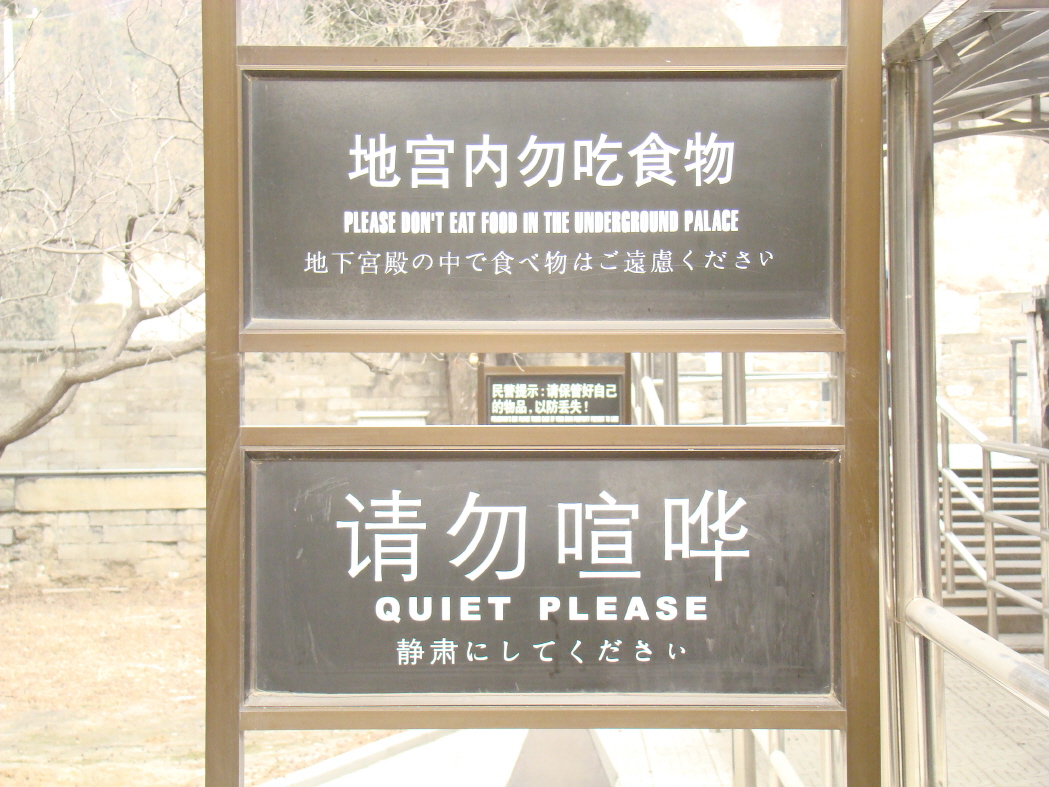 地宫内勿吃食物
PLEASE DON'T EAT FOOD IN THE UNDERGROUND PALACE
地下宮殿の中で食べ物はご遠慮ください
民警提示：请保管好自己
的物品，以防丢失！
请勿喧哗
QUIET PLEASE
静粛にしてください